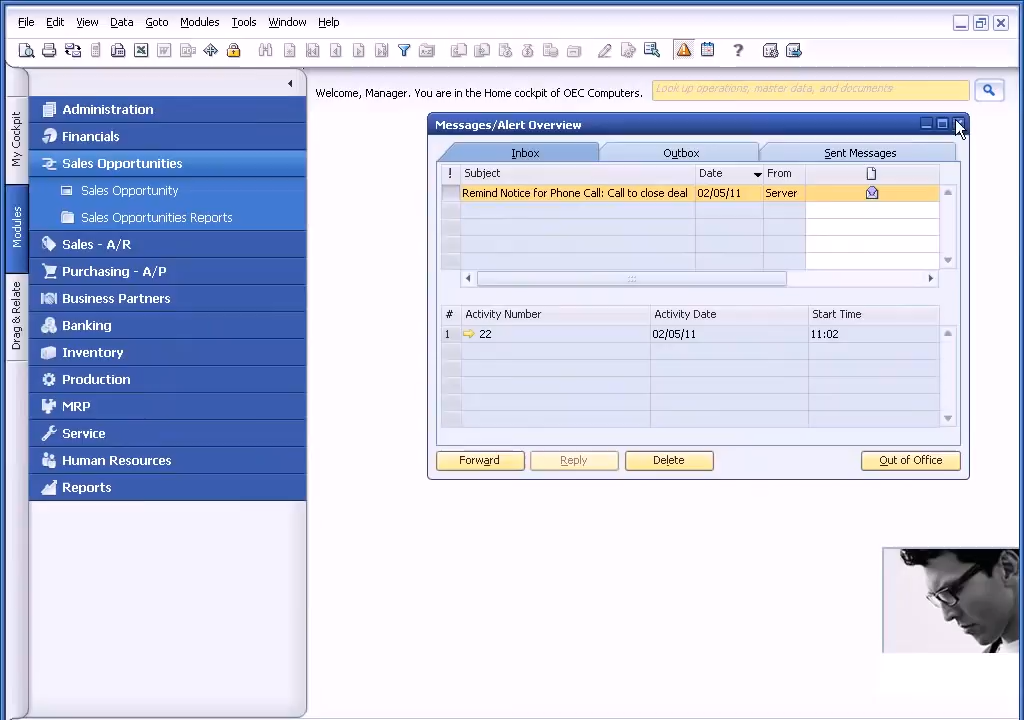 File Edit View Data Goto Modules Tools Window Help
Welcome, Manager. You are in the Home cockpit of OEC Computers.
Look up operations, master data, and documents
My Cockpit
Modules
Drag & Relate
Administration
Financials
Sales Opportunities
Sales Opportunity
Sales Opportunities Reports
Sales - A/R
Purchasing - A/P
Business Partners
Banking
Inventory
Production
MRP
Service
Human Resources
Reports
Messages/Alert Overview
Inbox Outbox Sent Messages
! Subject Date From
Remind Notice for Phone Call: Call to close deal 02/05/11 Server
# Activity Number Activity Date Start Time
1 22 02/05/11 11:02
Forward Reply Delete Out of Office